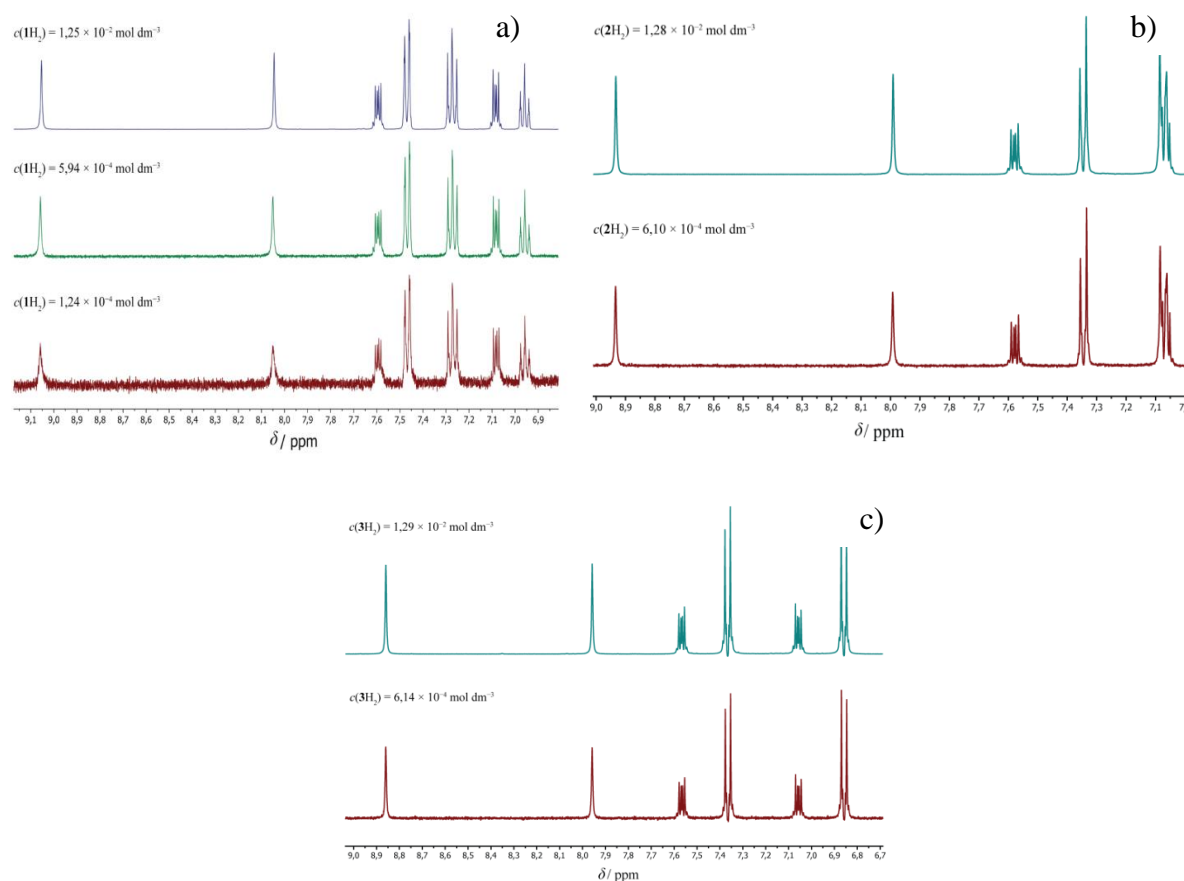 a)
c(1H₂) = 1,25 × 10⁻² mol dm⁻³
c(1H₂) = 5,94 × 10⁻⁴ mol dm⁻³
c(1H₂) = 1,24 × 10⁻⁴ mol dm⁻³
9,1 9,0 8,9 8,8 8,7 8,6 8,5 8,4 8,3 8,2 8,1 8,0 7,9 7,8 7,7 7,6 7,5 7,4 7,3 7,2 7,1 7,0 6,9
δ / ppm
b)
c(2H₂) = 1,28 × 10⁻² mol dm⁻³
c(2H₂) = 6,10 × 10⁻⁴ mol dm⁻³
9,0 8,9 8,8 8,7 8,6 8,5 8,4 8,3 8,2 8,1 8,0 7,9 7,8 7,7 7,6 7,5 7,4 7,3 7,2 7,1 7,0
δ / ppm
c)
c(3H₂) = 1,29 × 10⁻² mol dm⁻³
c(3H₂) = 6,14 × 10⁻⁴ mol dm⁻³
9,0 8,9 8,8 8,7 8,6 8,5 8,4 8,3 8,2 8,1 8,0 7,9 7,8 7,7 7,6 7,5 7,4 7,3 7,2 7,1 7,0 6,9 6,8 6,7
δ / ppm